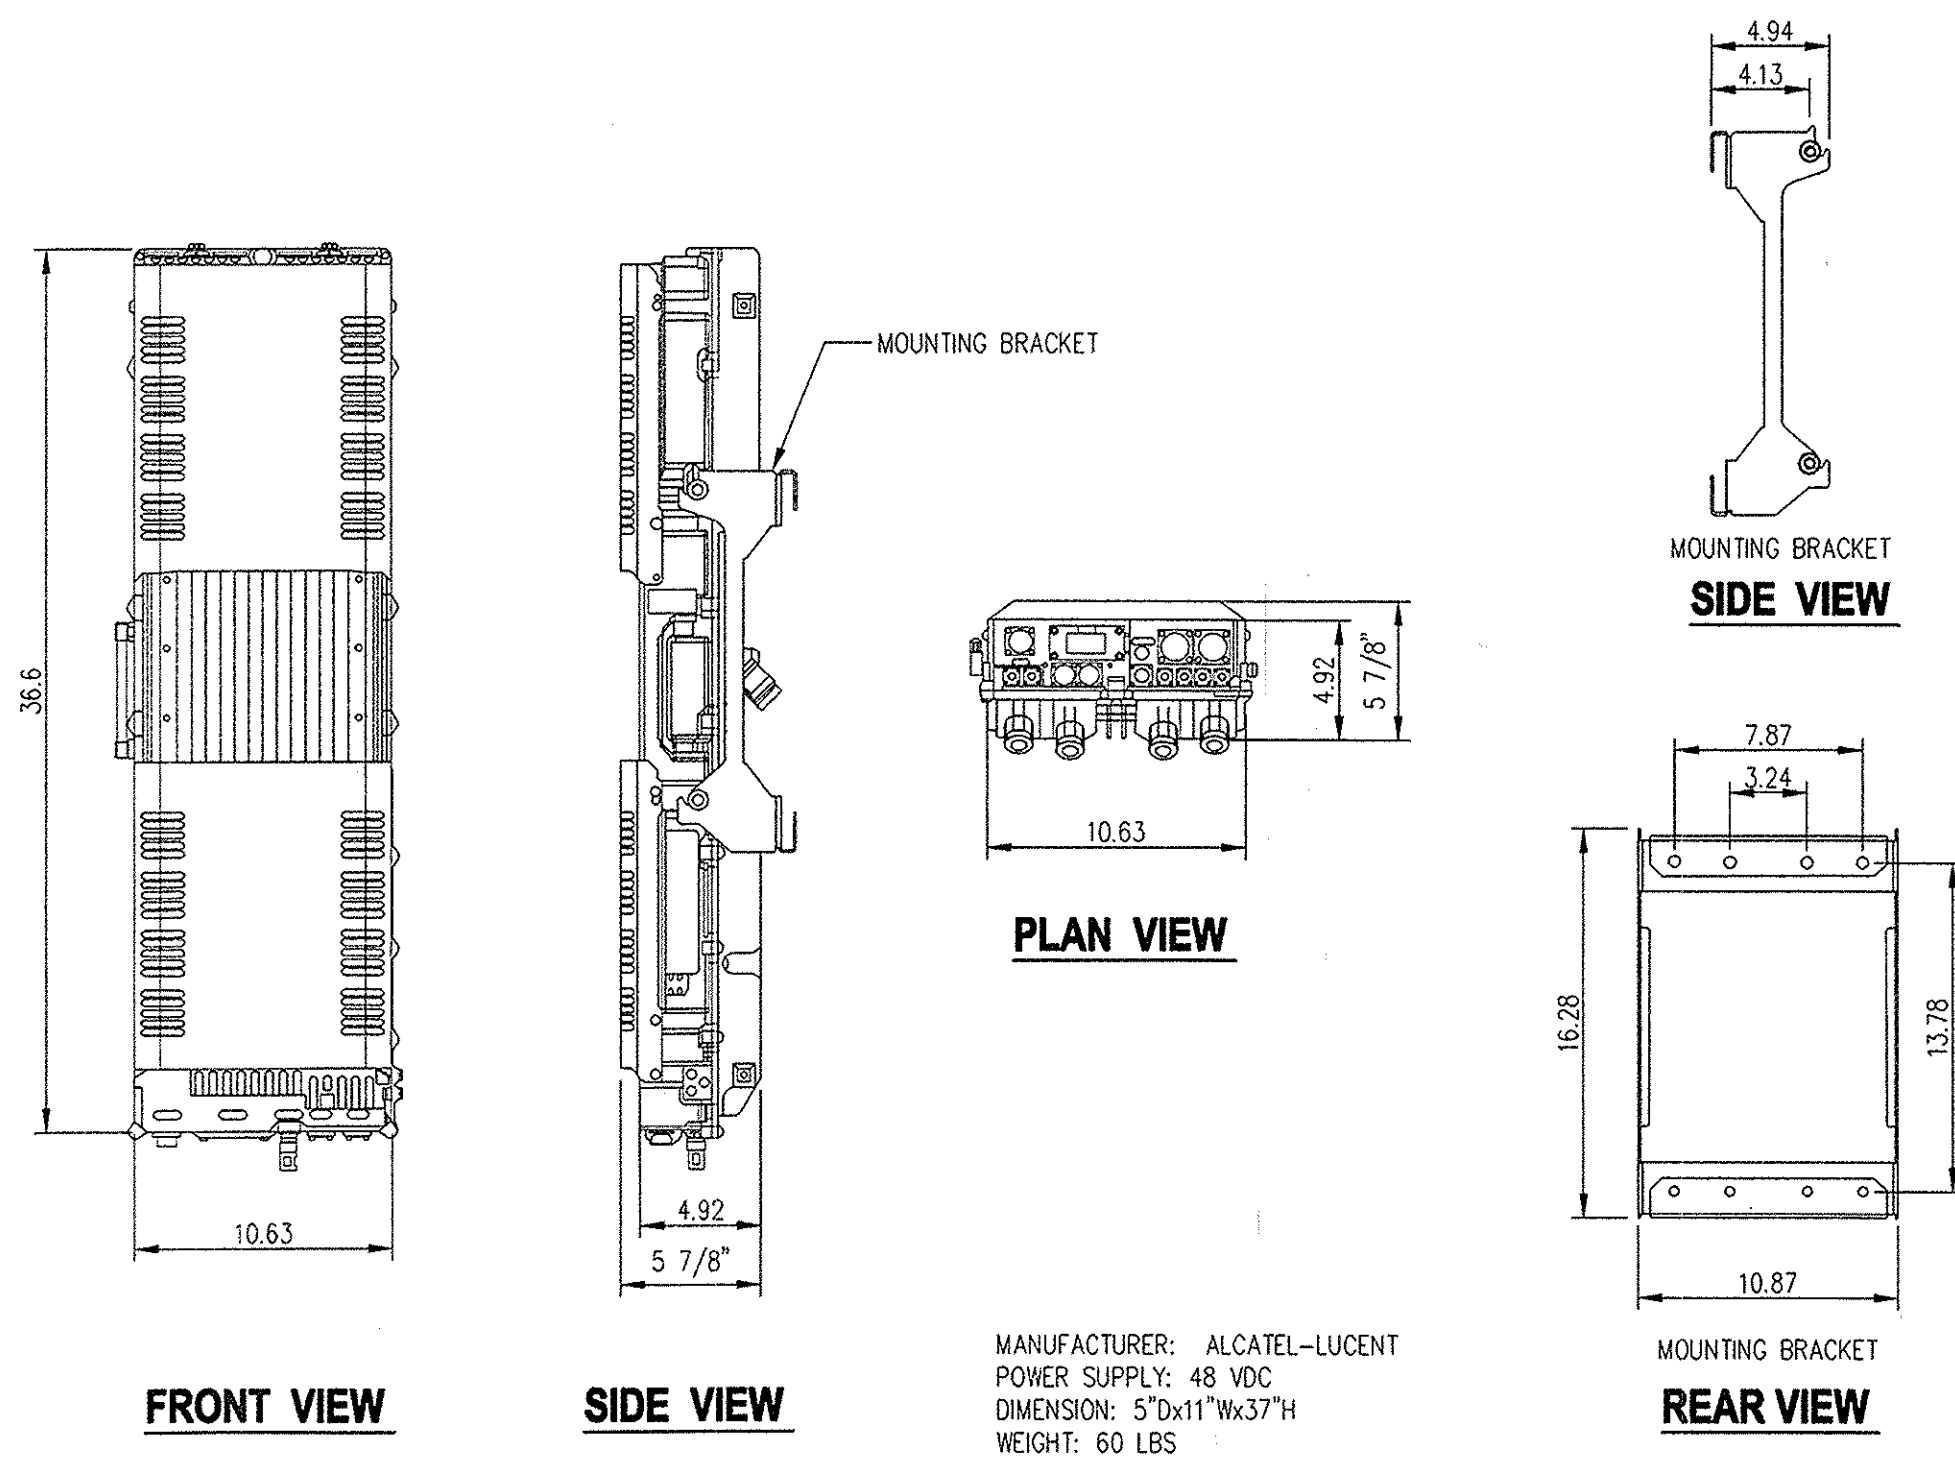 4.94
4.13
MOUNTING BRACKET
SIDE VIEW
MOUNTING BRACKET
36.6
10.63
FRONT VIEW
4.92
5 7/8"
SIDE VIEW
4.92
5 7/8"
10.63
PLAN VIEW
7.87
3.24
16.28
13.78
10.87
MOUNTING BRACKET
REAR VIEW
MANUFACTURER: ALCATEL-LUCENT
POWER SUPPLY: 48 VDC
DIMENSION: 5"Dx11"Wx37"H
WEIGHT: 60 LBS